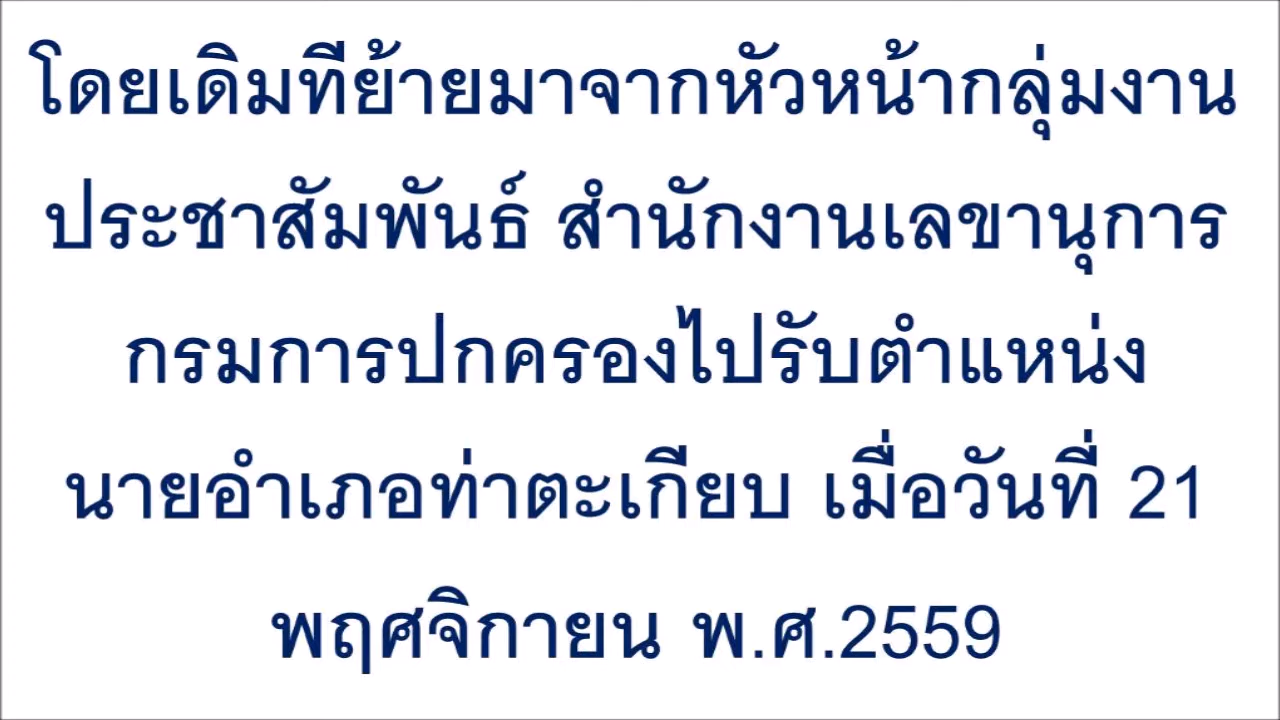 โดยเดิมทีย้ายมาจากหัวหน้ากลุ่มงาน
ประชาสัมพันธ์ สำนักงานเลขานุการ
กรมการปกครองไปรับตำแหน่ง
นายอำเภอท่าตะเกียบ เมื่อวันที่ 21
พฤศจิกายน พ.ศ.2559